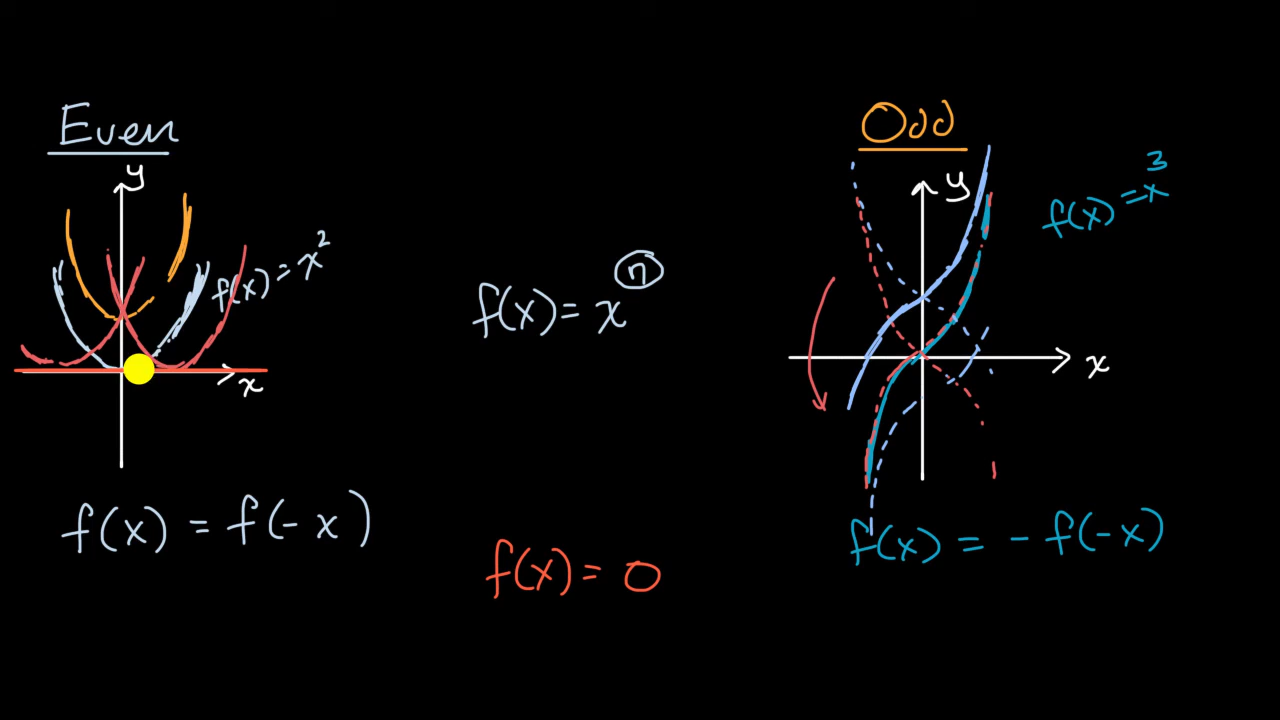 Even
y
f(x) = x²
x
f(x) = f(-x)
f(x) = xⁿ
f(x) = 0
Odd
y
f(x) = x³
x
f(x) = - f(-x)